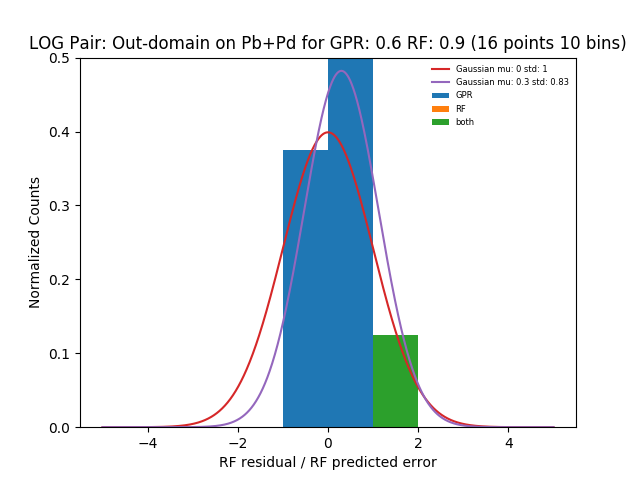 LOG Pair: Out-domain on Pb+Pd for GPR: 0.6 RF: 0.9 (16 points 10 bins)
Gaussian mu: 0 std: 1
Gaussian mu: 0.3 std: 0.83
GPR
RF
both
Normalized Counts
0.5
0.4
0.3
0.2
0.1
0.0
−4 −2 0 2 4
RF residual / RF predicted error